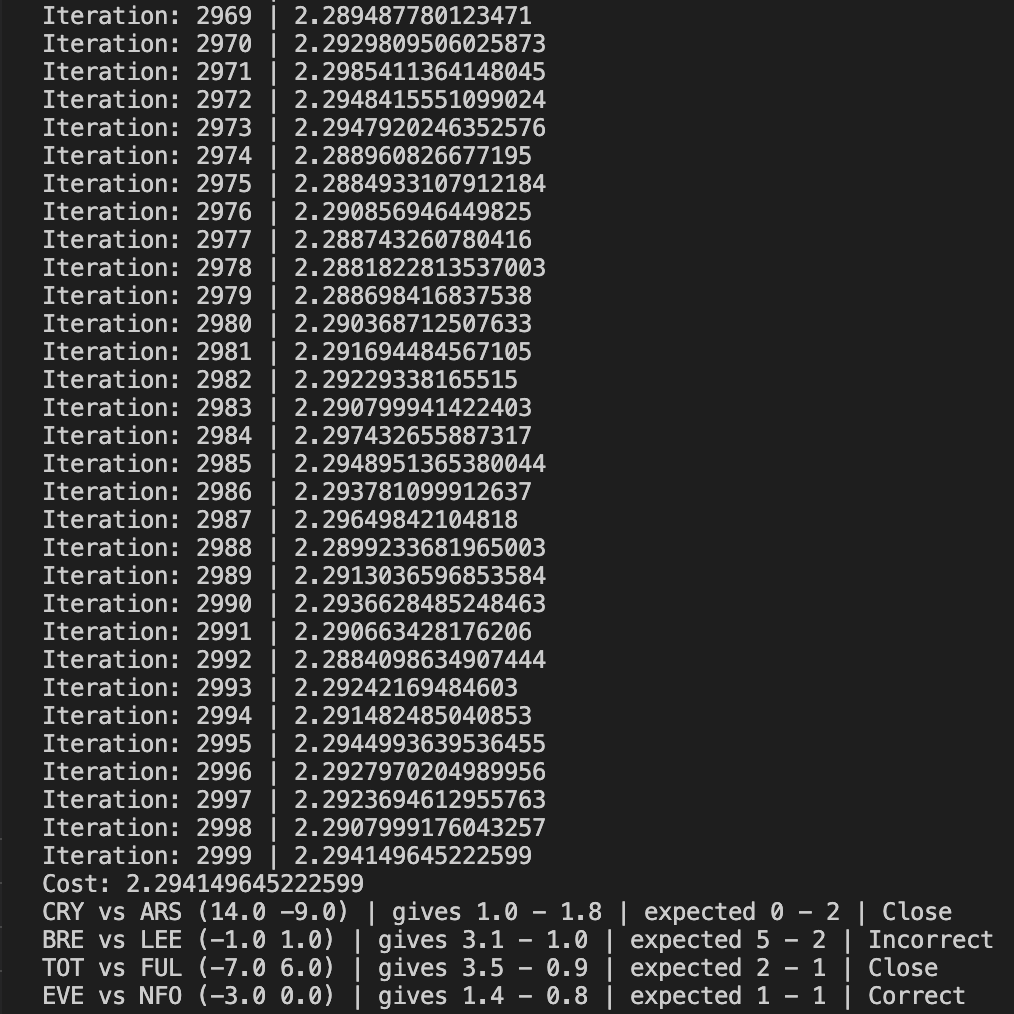 Iteration: 2969 | 2.289487780123471
Iteration: 2970 | 2.2929809506025873
Iteration: 2971 | 2.2985411364148045
Iteration: 2972 | 2.2948415551099024
Iteration: 2973 | 2.2947920246352576
Iteration: 2974 | 2.288960826677195
Iteration: 2975 | 2.2884933107912184
Iteration: 2976 | 2.290856946449825
Iteration: 2977 | 2.288743260780416
Iteration: 2978 | 2.2881822813537003
Iteration: 2979 | 2.288698416837538
Iteration: 2980 | 2.290368712507633
Iteration: 2981 | 2.291694484567105
Iteration: 2982 | 2.29229338165515
Iteration: 2983 | 2.290799941422403
Iteration: 2984 | 2.297432655887317
Iteration: 2985 | 2.2948951365380044
Iteration: 2986 | 2.293781099912637
Iteration: 2987 | 2.29649842104818
Iteration: 2988 | 2.2899233681965003
Iteration: 2989 | 2.2913036596853584
Iteration: 2990 | 2.2936628485248463
Iteration: 2991 | 2.290663428176206
Iteration: 2992 | 2.2884098634907444
Iteration: 2993 | 2.29242169484603
Iteration: 2994 | 2.291482485040853
Iteration: 2995 | 2.2944993639536455
Iteration: 2996 | 2.2927970204989956
Iteration: 2997 | 2.2923694612955763
Iteration: 2998 | 2.2907999176043257
Iteration: 2999 | 2.294149645222599
Cost: 2.294149645222599
CRY vs ARS (14.0 -9.0) | gives 1.0 - 1.8 | expected 0 - 2 | Close
BRE vs LEE (-1.0 1.0) | gives 3.1 - 1.0 | expected 5 - 2 | Incorrect
TOT vs FUL (-7.0 6.0) | gives 3.5 - 0.9 | expected 2 - 1 | Close
EVE vs NFO (-3.0 0.0) | gives 1.4 - 0.8 | expected 1 - 1 | Correct